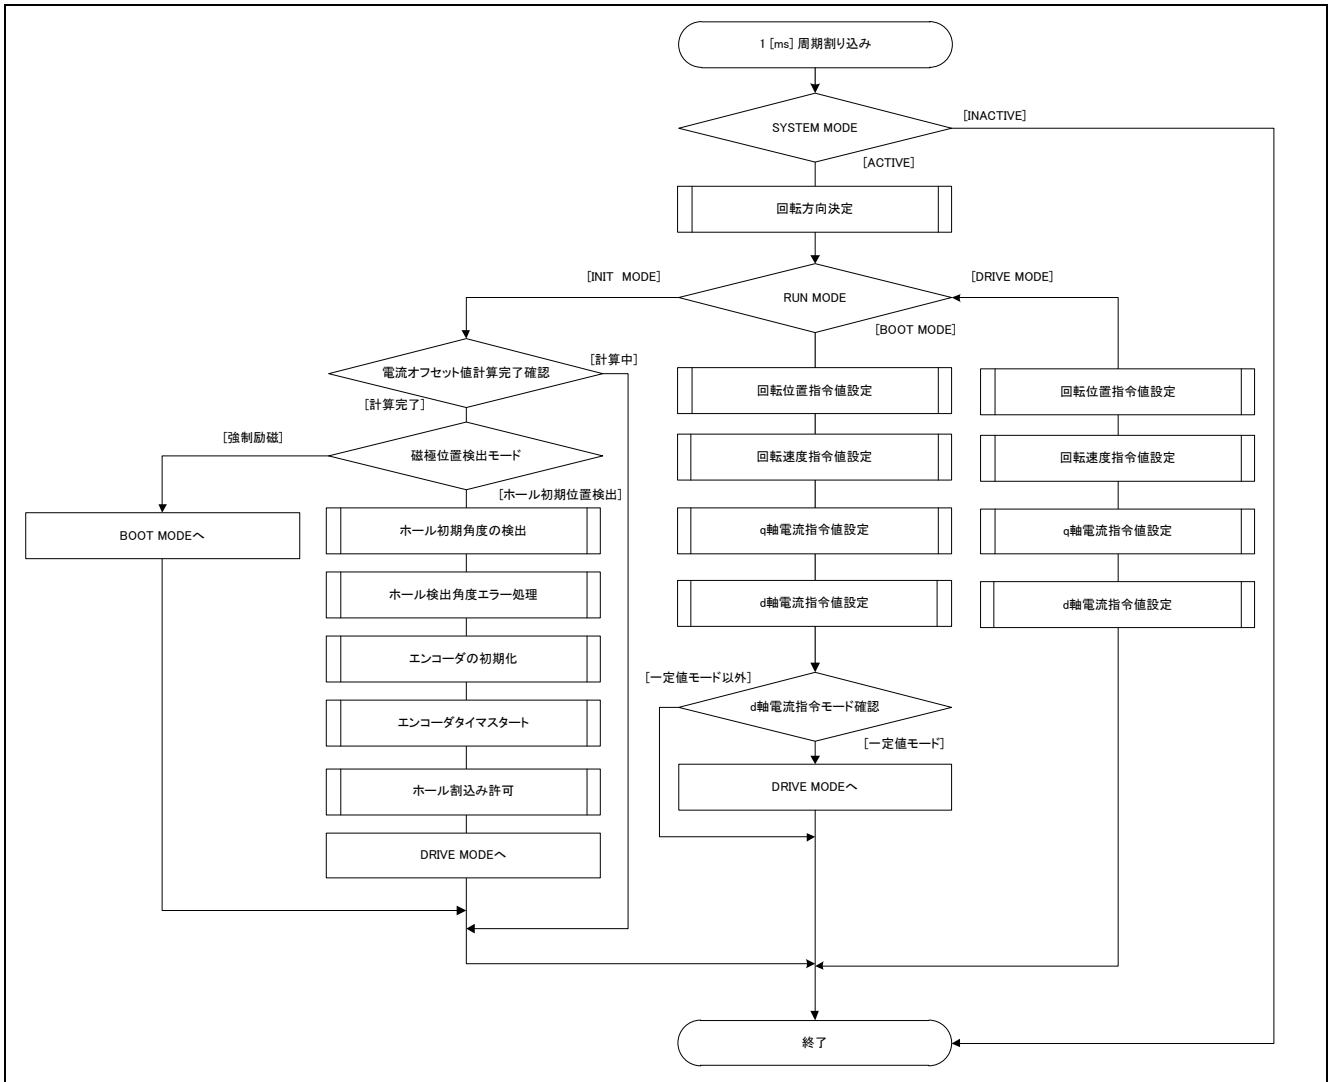 1 [ms] 周期割り込み
SYSTEM MODE
[INACTIVE]
[ACTIVE]
回転方向決定
[INIT　MODE]
RUN MODE
[DRIVE MODE]
[BOOT MODE]
電流オフセット値計算完了確認
[計算中]
[計算完了]
[強制励磁]
磁極位置検出モード
[ホール初期位置検出]
BOOT MODEへ
ホール初期角度の検出
ホール検出角度エラー処理
エンコーダの初期化
エンコーダタイマスタート
ホール割込み許可
DRIVE MODEへ
回転位置指令値設定
回転速度指令値設定
q軸電流指令値設定
d軸電流指令値設定
[一定値モード以外]
d軸電流指令モード確認
[一定値モード]
DRIVE MODEへ
回転位置指令値設定
回転速度指令値設定
q軸電流指令値設定
d軸電流指令値設定
終了